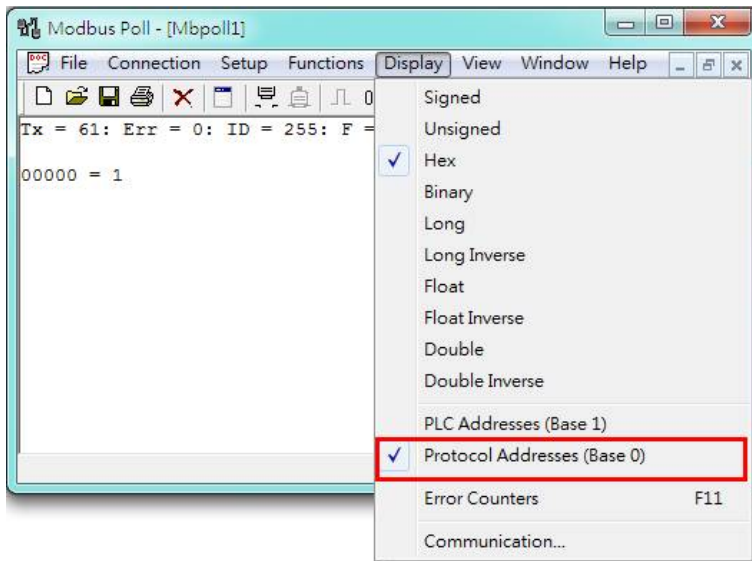 Modbus Poll - [Mbpoll1]
File Connection Setup Functions Display View Window Help
0
Tx = 61: Err = 0: ID = 255: F =
00000 = 1
Signed
Unsigned
Hex
Binary
Long
Long Inverse
Float
Float Inverse
Double
Double Inverse
PLC Addresses (Base 1)
Protocol Addresses (Base 0)
Error Counters F11
Communication...